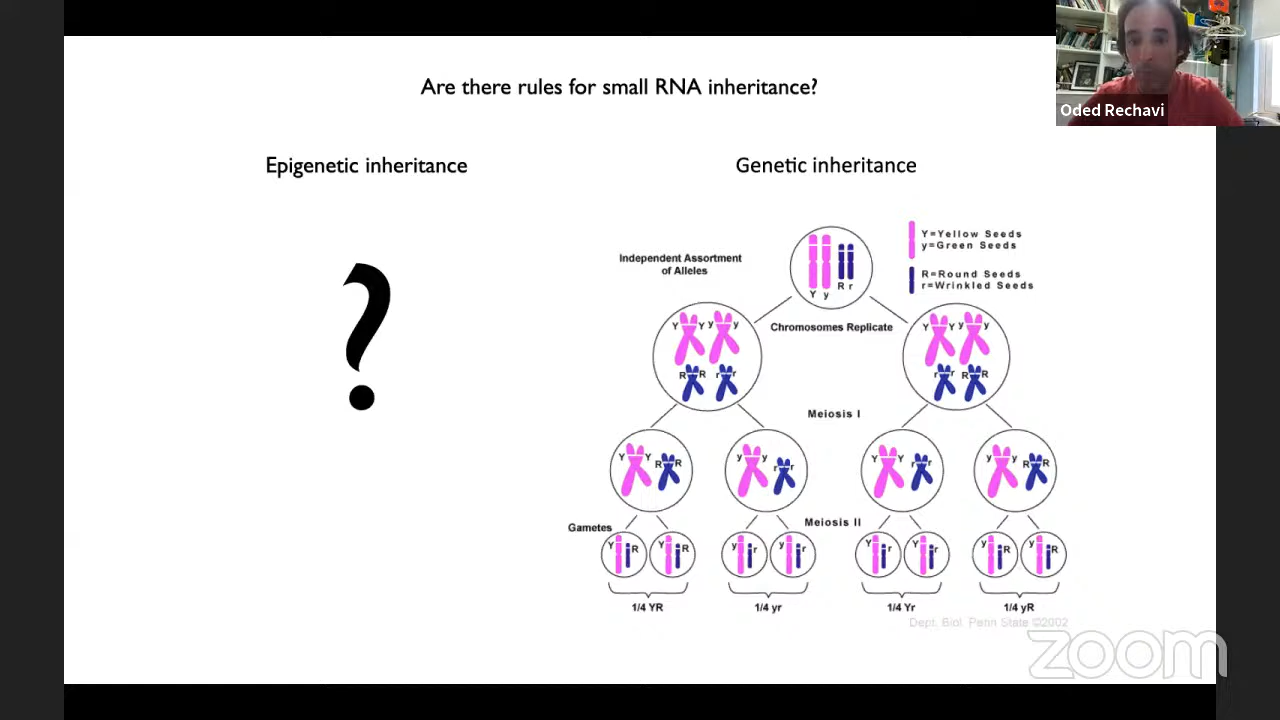 Are there rules for small RNA inheritance?
Oded Rechavi
Epigenetic inheritance
Genetic inheritance
?
Independent Assortment
of Alleles
Y=Yellow Seeds
y=Green Seeds
R=Round Seeds
r=Wrinkled Seeds
Y y R r
Chromosomes Replicate
Y Y y y
R R r r
Y Y y y
r r R R
Meiosis I
Y Y R R
y y r r
Y Y r r
y y R R
Gametes
Meiosis II
Y R
Y R
y r
y r
Y r
Y r
y R
y R
1/4 YR
1/4 yr
1/4 Yr
1/4 yR
Dept. Biol. Penn State ©2002
zoom